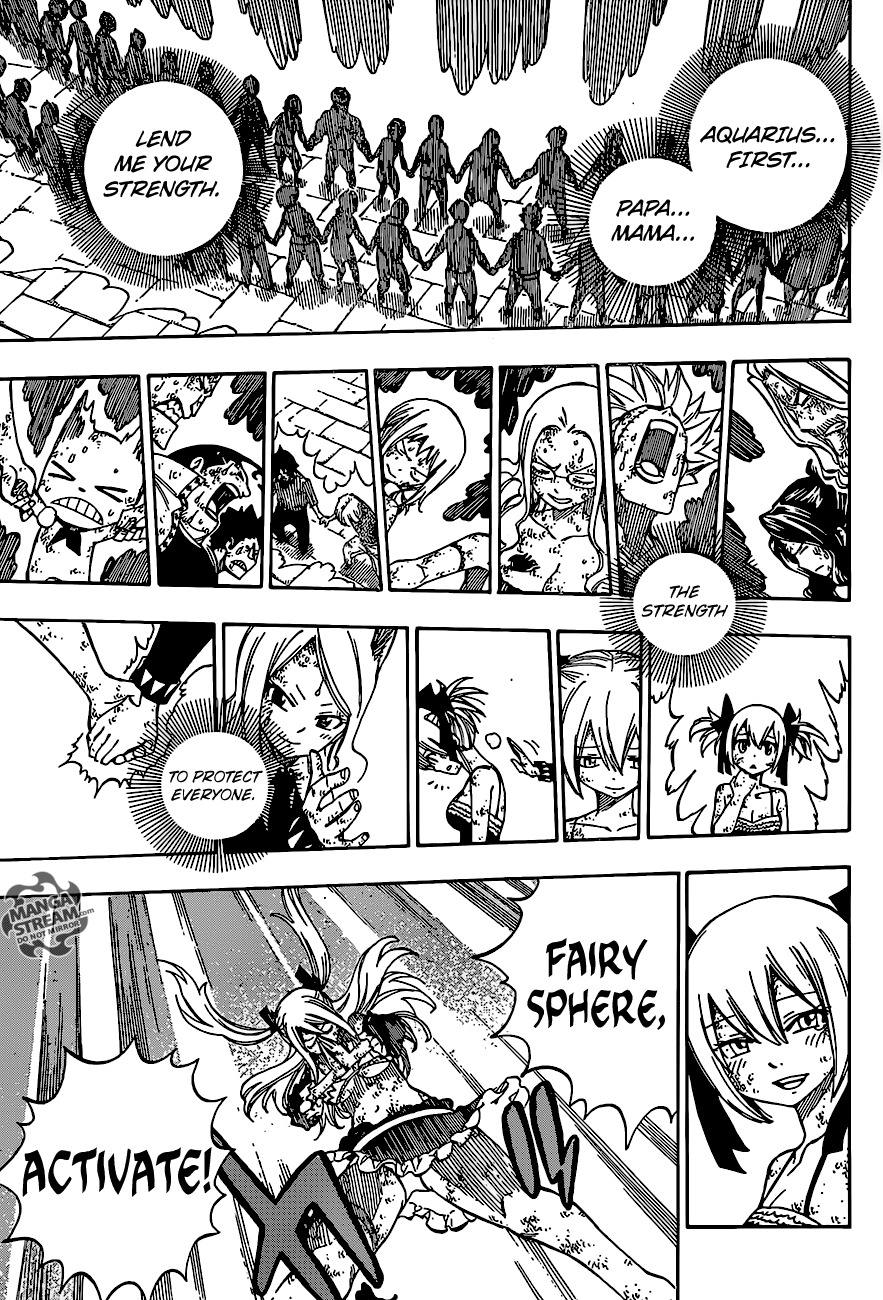 AQUARIUS...
FIRST...
PAPA...
MAMA...
LEND
ME YOUR
STRENGTH.
THE
STRENGTH
TO PROTECT
EVERYONE.
FAIRY
SPHERE,
ACTIVATE!
MANGA
STREAM.com
DO NOT MIRROR